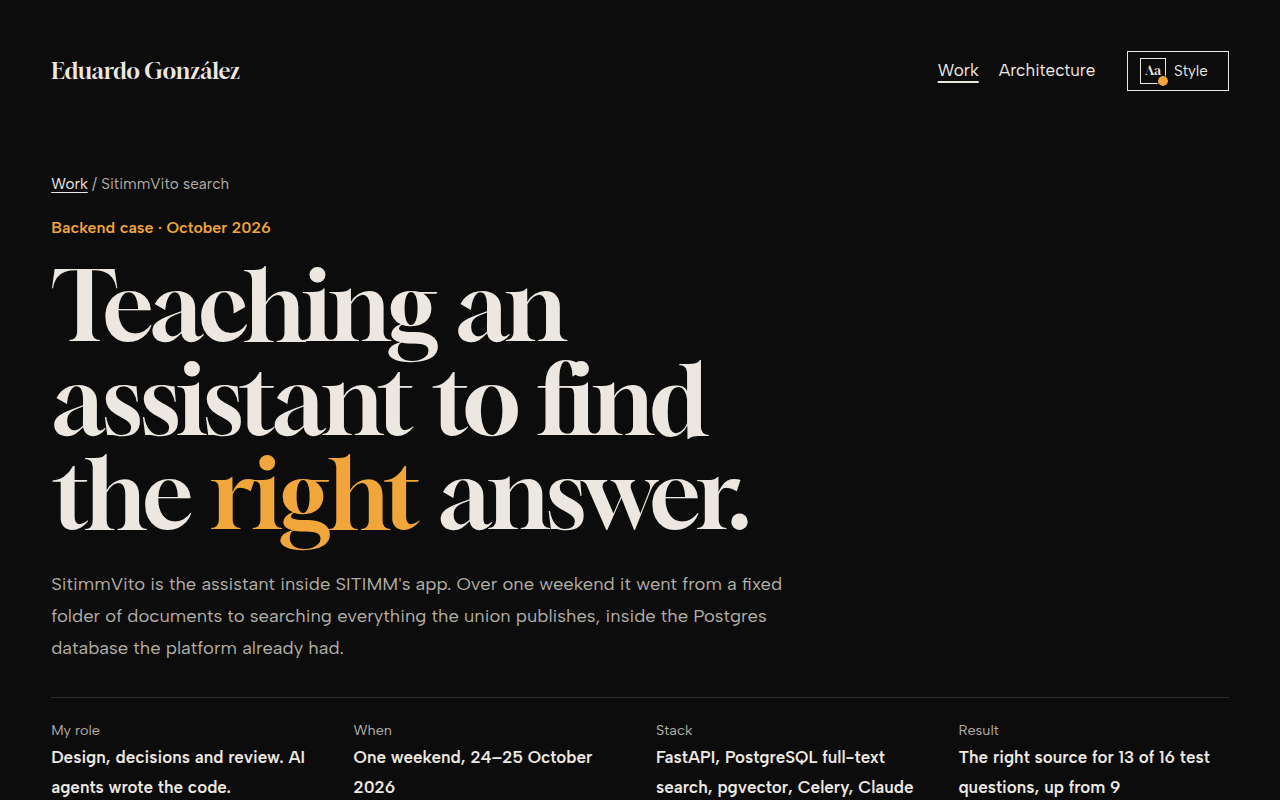 Eduardo González
Work
Architecture
Aa
Style
Work / SitimmVito search
Backend case · October 2026
Teaching an
assistant to find
the right answer.
SitimmVito is the assistant inside SITIMM's app. Over one weekend it went from a fixed
folder of documents to searching everything the union publishes, inside the Postgres
database the platform already had.
My role
Design, decisions and review. AI
agents wrote the code.
When
One weekend, 24–25 October
2026
Stack
FastAPI, PostgreSQL full-text
search, pgvector, Celery, Claude
Result
The right source for 13 of 16 test
questions, up from 9